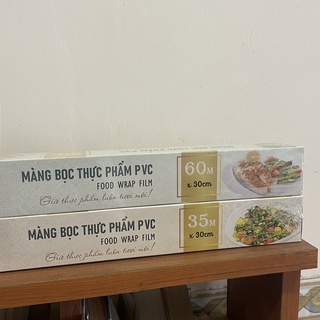 MÀNG BỌC THỰC PHẨM PVC
FOOD WRAP FILM
Giữ thực phẩm luôn tươi mới!
60M
x 30cm
MÀNG BỌC THỰC PHẨM PVC
FOOD WRAP FILM
Giữ thực phẩm luôn tươi mới!
35M
x 30cm